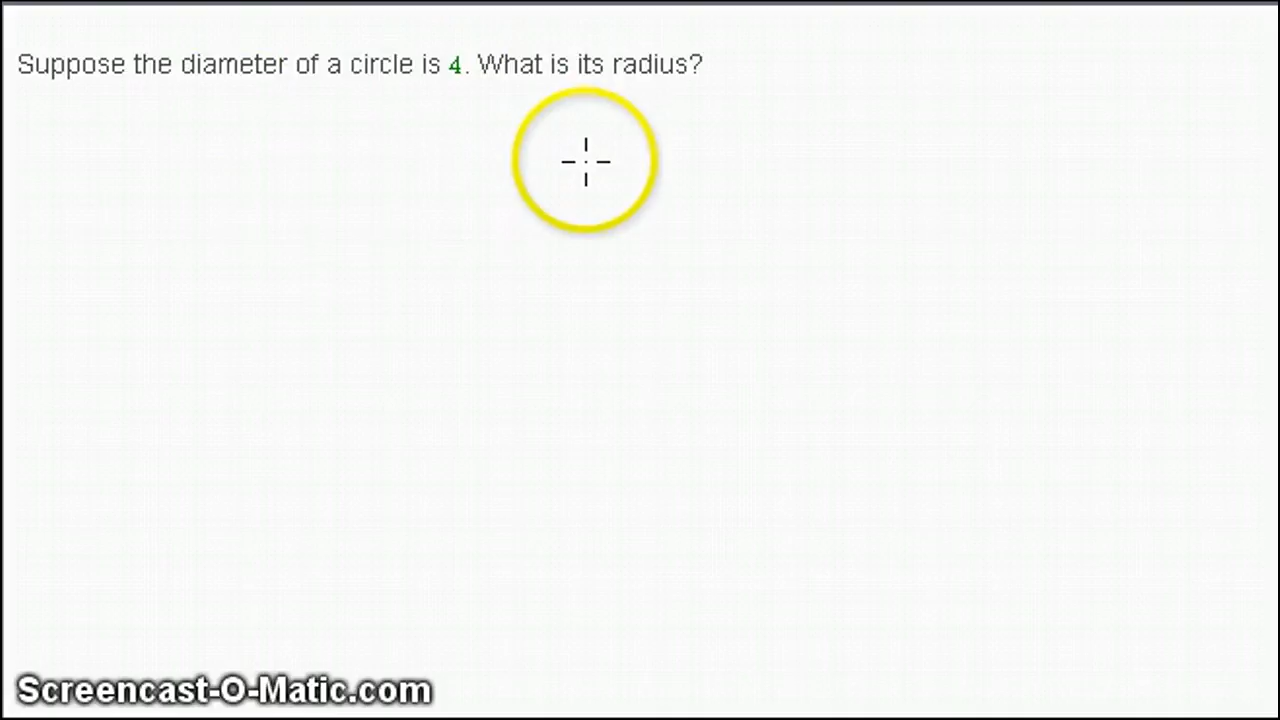 Suppose the diameter of a circle is 4. What is its radius?
Screencast-O-Matic.com